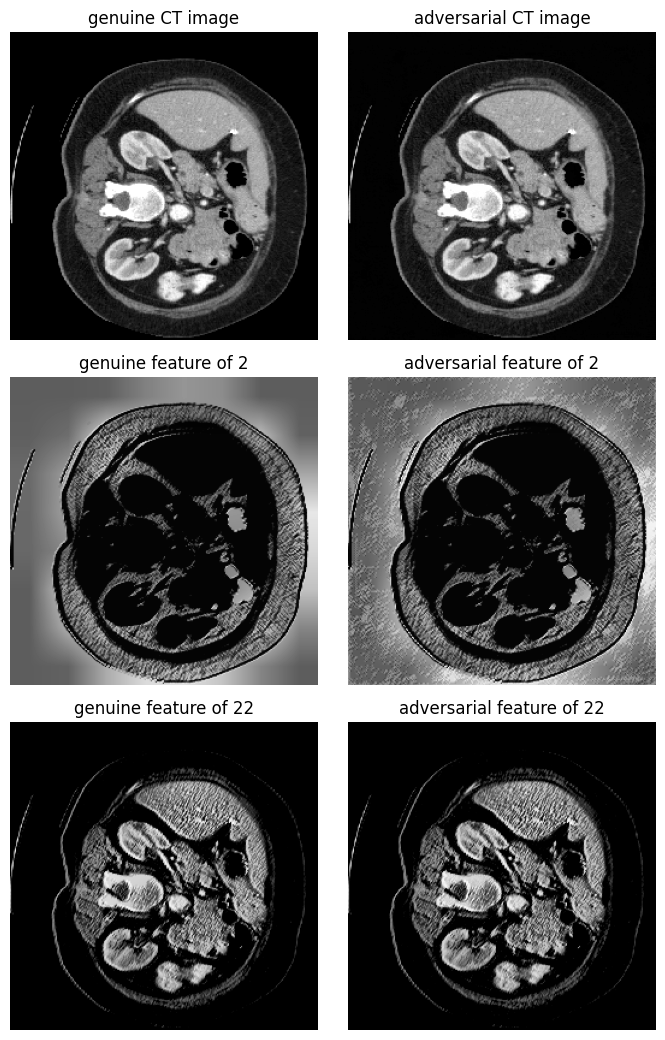 genuine CT image
adversarial CT image
genuine feature of 2
adversarial feature of 2
genuine feature of 22
adversarial feature of 22